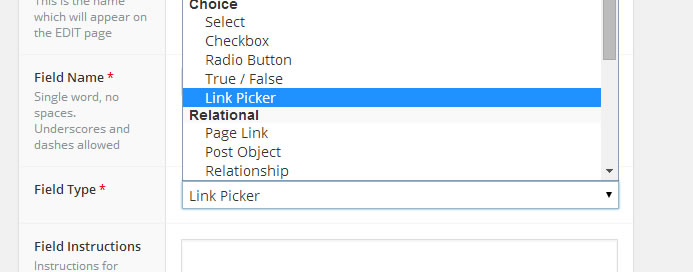 This is the name
which will appear on
the EDIT page
Choice
Select
Checkbox
Radio Button
True / False
Link Picker
Relational
Page Link
Post Object
Relationship
Field Name *
Single word, no
spaces.
Underscores and
dashes allowed
Field Type *
Link Picker
Field Instructions
Instructions for